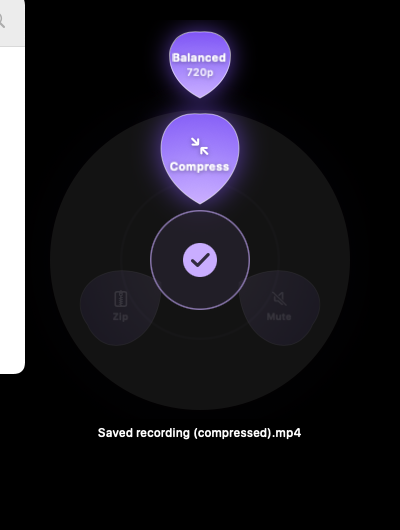 Balanced
720p
Compress
Zip
Mute
Saved recording (compressed).mp4